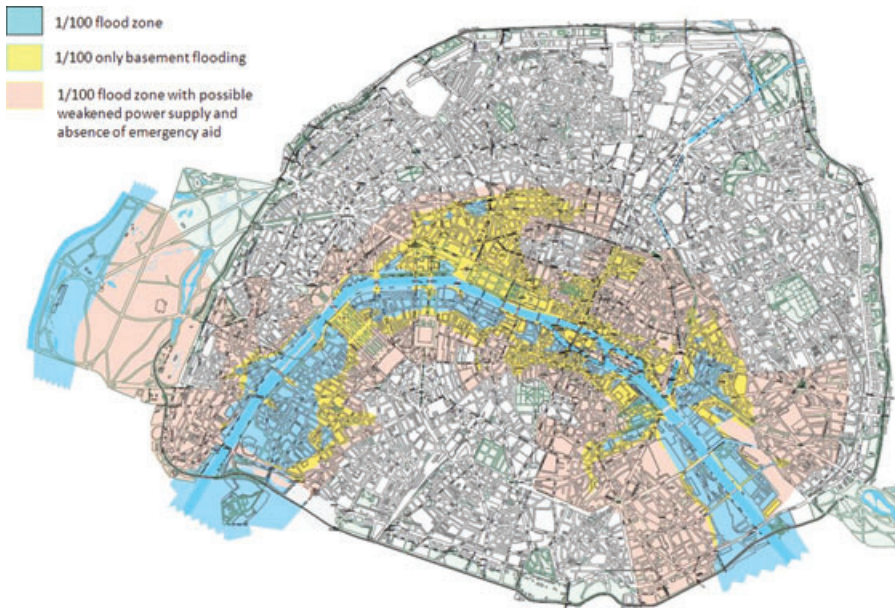 1/100 flood zone
1/100 only basement flooding
1/100 flood zone with possible
weakened power supply and
absence of emergency aid